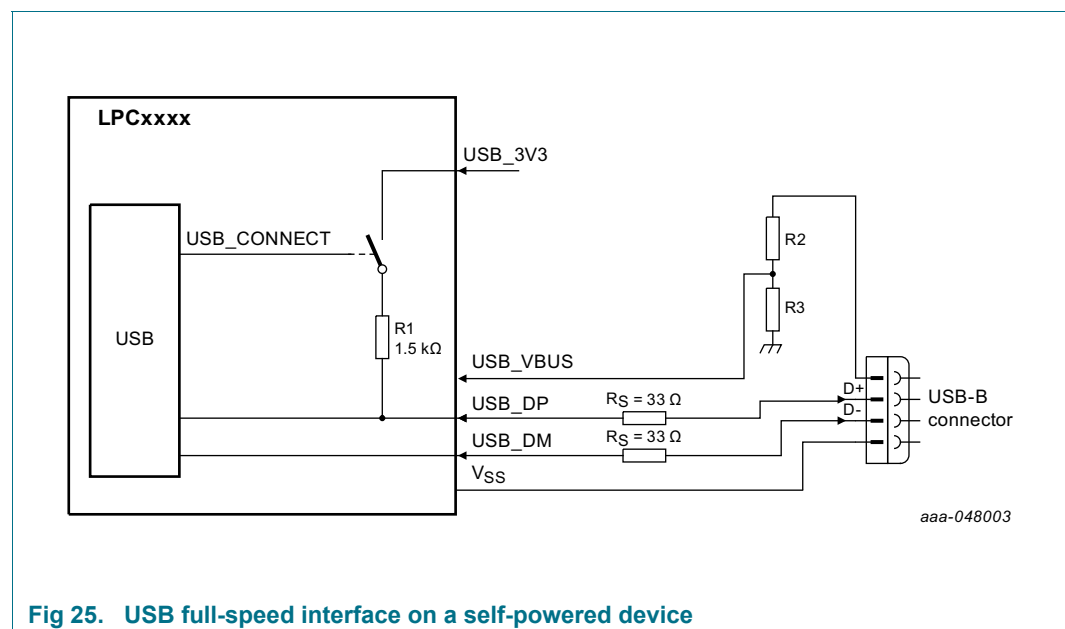 LPCxxxx
USB_3V3
USB_CONNECT
R2
R3
USB
R1
1.5 kΩ
USB_VBUS
D+
USB-B
connector
USB_DP
RS = 33 Ω
D-
USB_DM
RS = 33 Ω
VSS
aaa-048003
Fig 25. USB full-speed interface on a self-powered device